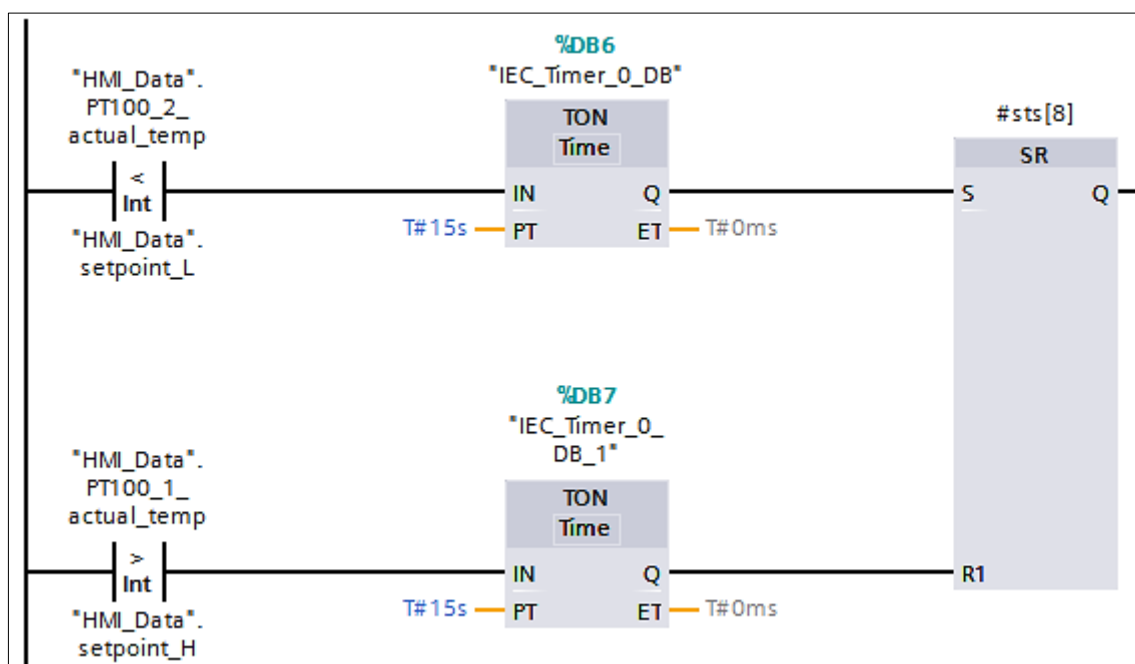 %DB6
"IEC_Timer_0_DB"
"HMI_Data".
PT100_2_
actual_temp
<
Int
"HMI_Data".
setpoint_L
TON
Time
IN
Q
T#15s
PT
ET
T#0ms
#sts[8]
SR
S
Q
%DB7
"IEC_Timer_0_
DB_1"
"HMI_Data".
PT100_1_
actual_temp
>
Int
"HMI_Data".
setpoint_H
TON
Time
IN
Q
T#15s
PT
ET
T#0ms
R1